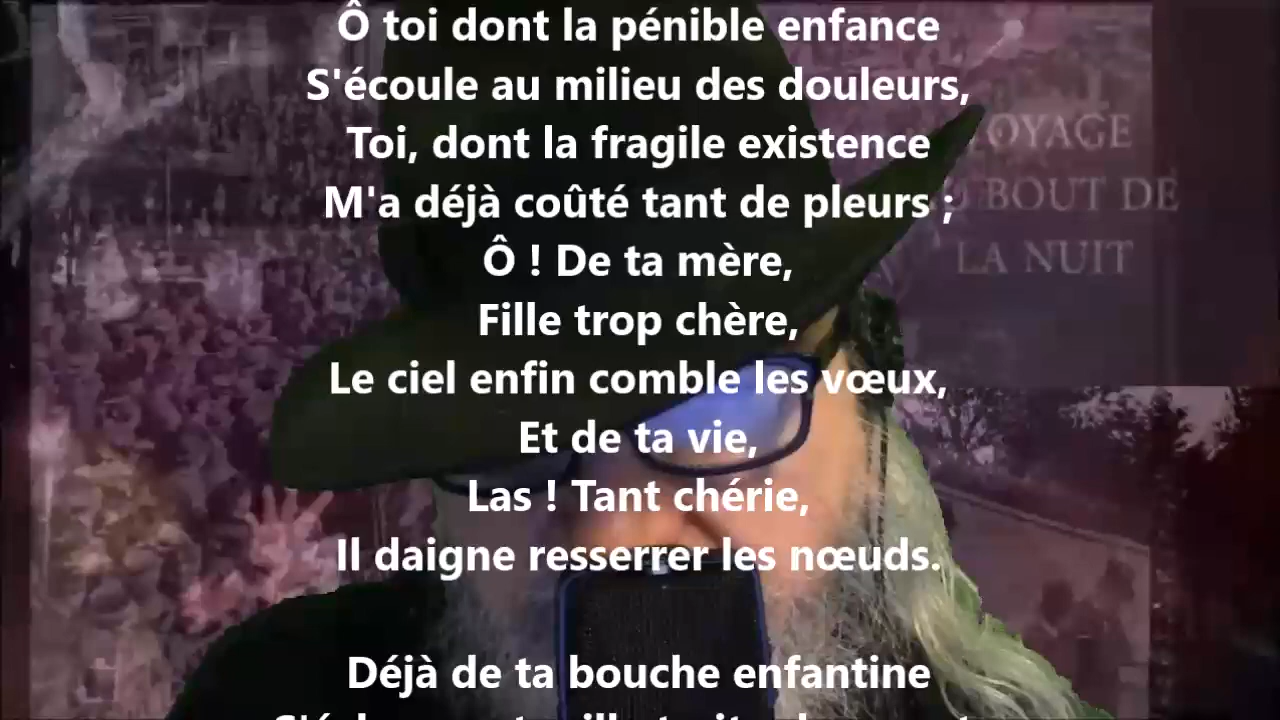 Ô toi dont la pénible enfance
S'écoule au milieu des douleurs,
Toi, dont la fragile existence
M'a déjà coûté tant de pleurs ;
Ô ! De ta mère,
Fille trop chère,
Le ciel enfin comble les vœux,
Et de ta vie,
Las ! Tant chérie,
Il daigne resserrer les nœuds.
Déjà de ta bouche enfantine
OYAGE
BOUT DE
LA NUIT